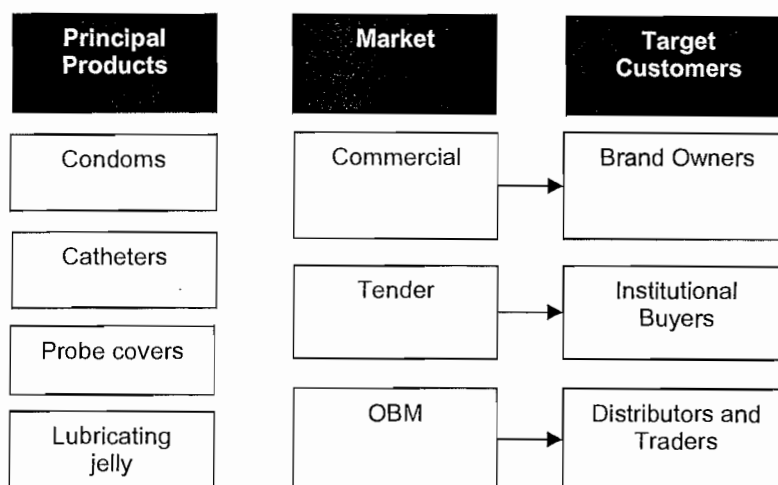 Principal
Products
Market
Target
Customers
Condoms
Commercial
Brand Owners
Catheters
Tender
Institutional
Buyers
Probe covers
OBM
Distributors and
Traders
Lubricating
jelly